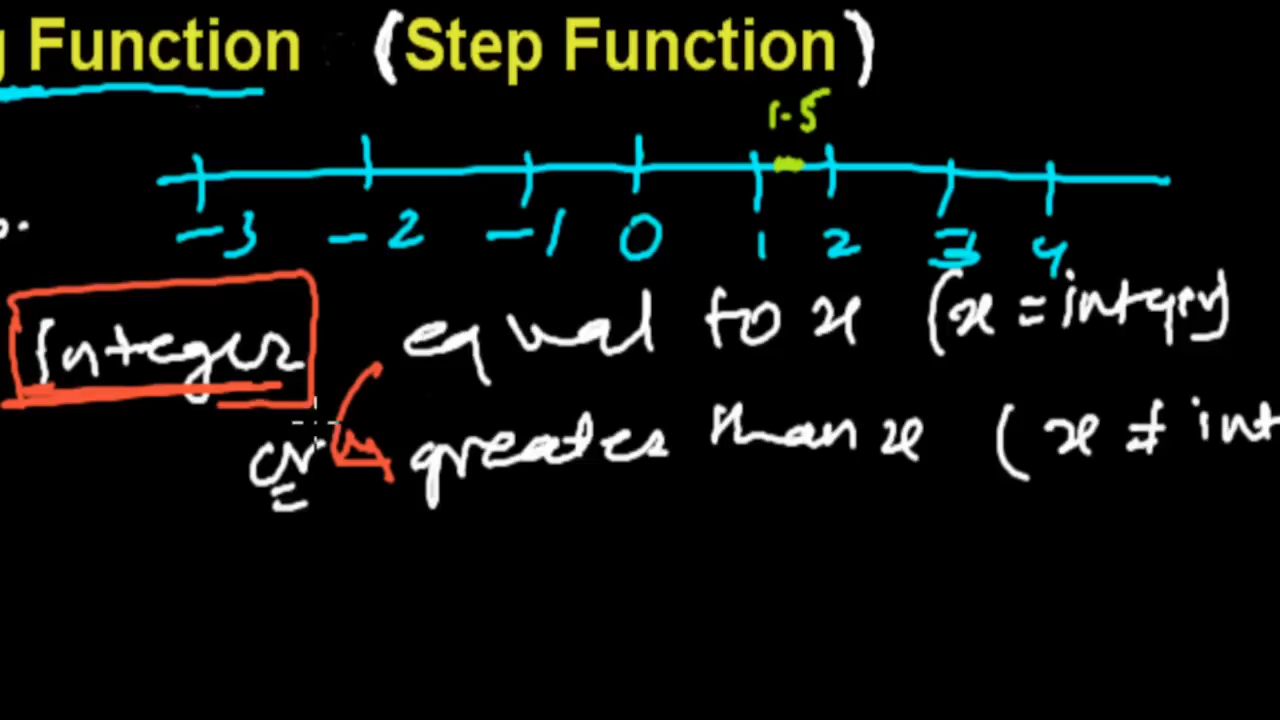 g Function (Step Function)
1.5
-3 -2 -1 0 1 2 3 4
Integer equal to x (x = integer)
or greater than x ( x ≠ int